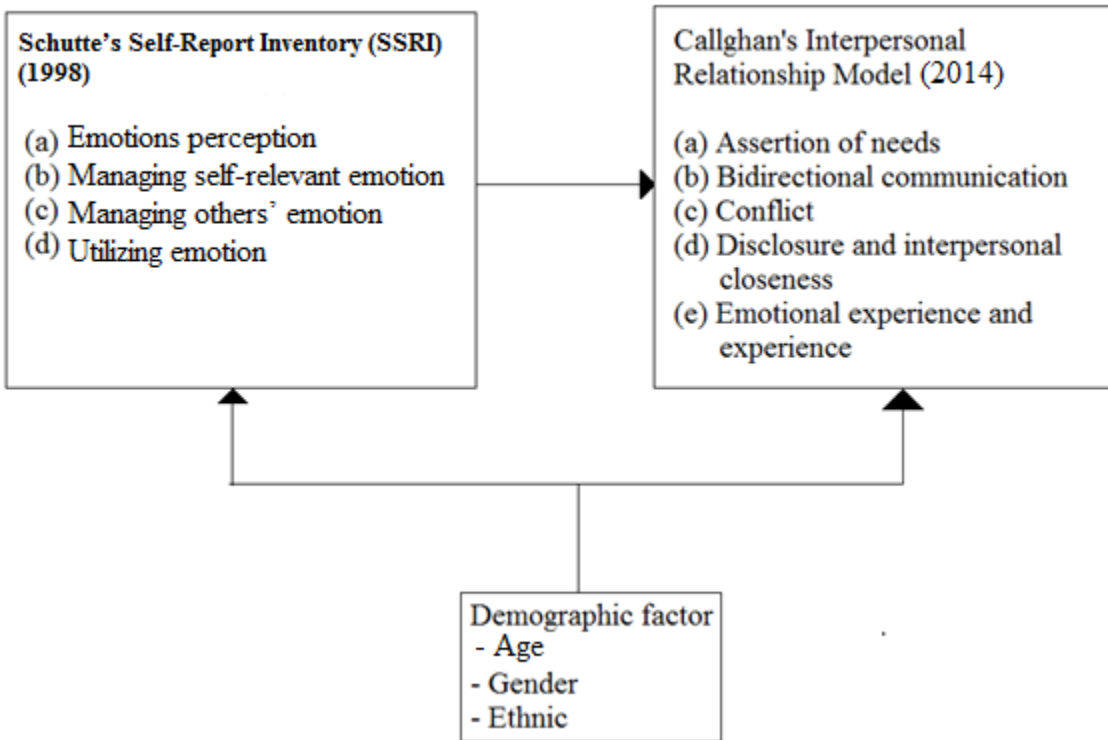 Schutte’s Self-Report Inventory (SSRI)
(1998)
(a) Emotions perception
(b) Managing self-relevant emotion
(c) Managing others’ emotion
(d) Utilizing emotion
Callghan's Interpersonal
Relationship Model (2014)
(a) Assertion of needs
(b) Bidirectional communication
(c) Conflict
(d) Disclosure and interpersonal
closeness
(e) Emotional experience and
experience
Demographic factor
- Age
- Gender
- Ethnic